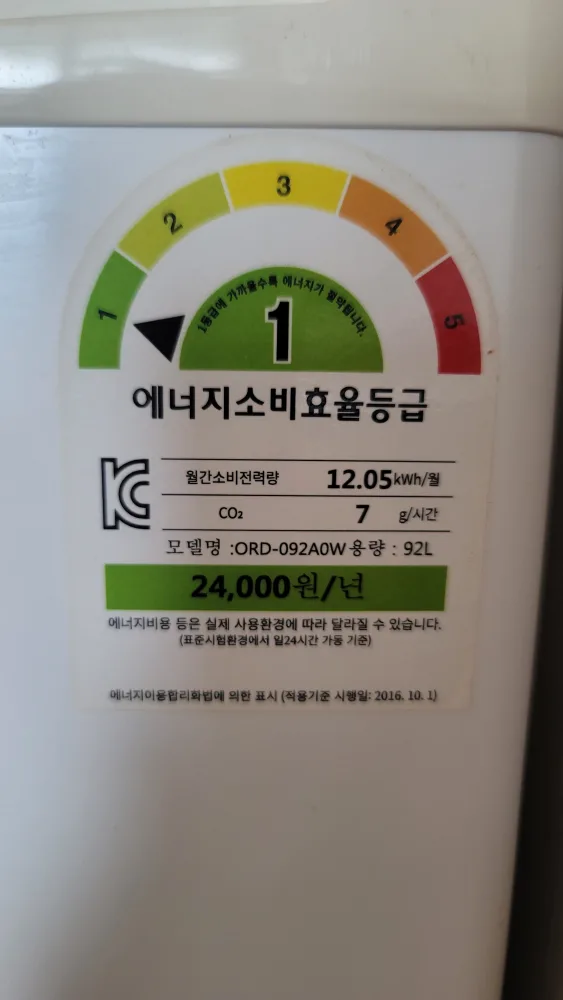 1 2 3 4 5
1등급에 가까울수록 에너지가 절약됩니다.
1
에너지소비효율등급
월간소비전력량 12.05kWh/월
CO₂ 7 g/시간
모델명 :ORD-092A0W 용량 : 92L
24,000원/년
에너지비용 등은 실제 사용환경에 따라 달라질 수 있습니다.
(표준시험환경에서 일24시간 가동 기준)
에너지이용합리화법에 의한 표시 (적용기준 시행일: 2016. 10. 1)